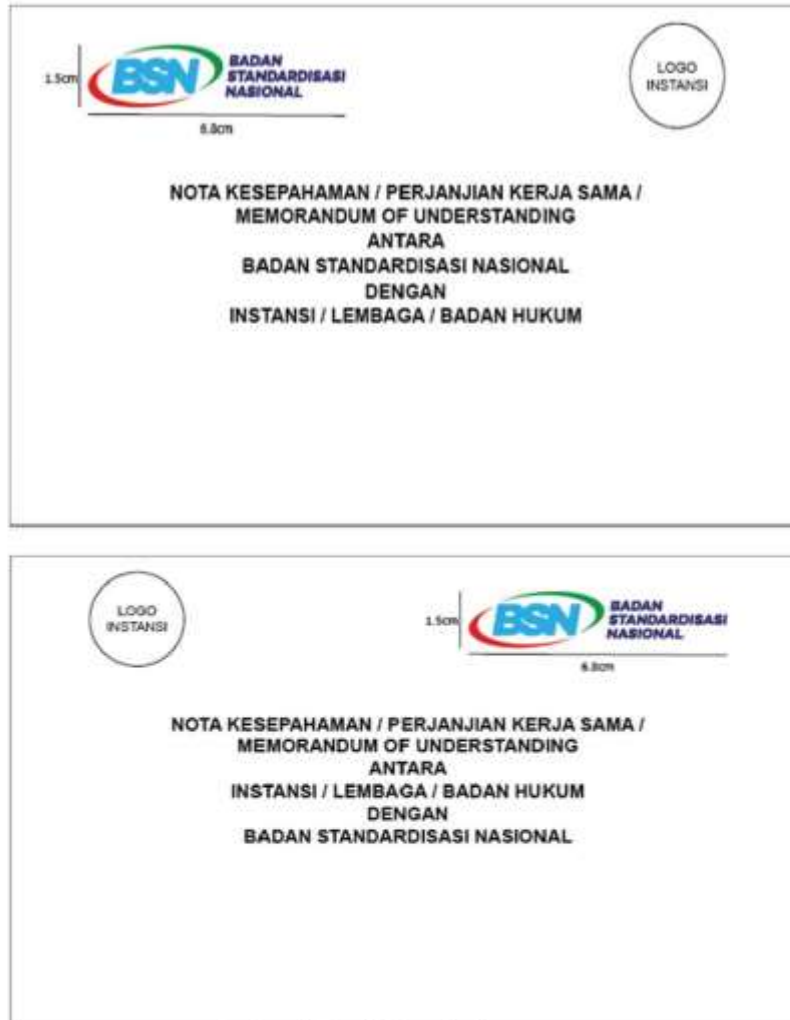 1.5cm
BSN
BADAN
STANDARDISASI
NASIONAL
6.8cm
LOGO
INSTANSI
NOTA KESEPAHAMAN / PERJANJIAN KERJA SAMA /
MEMORANDUM OF UNDERSTANDING
ANTARA
BADAN STANDARDISASI NASIONAL
DENGAN
INSTANSI / LEMBAGA / BADAN HUKUM
LOGO
INSTANSI
1.5cm
BSN
BADAN
STANDARDISASI
NASIONAL
6.8cm
NOTA KESEPAHAMAN / PERJANJIAN KERJA SAMA /
MEMORANDUM OF UNDERSTANDING
ANTARA
INSTANSI / LEMBAGA / BADAN HUKUM
DENGAN
BADAN STANDARDISASI NASIONAL